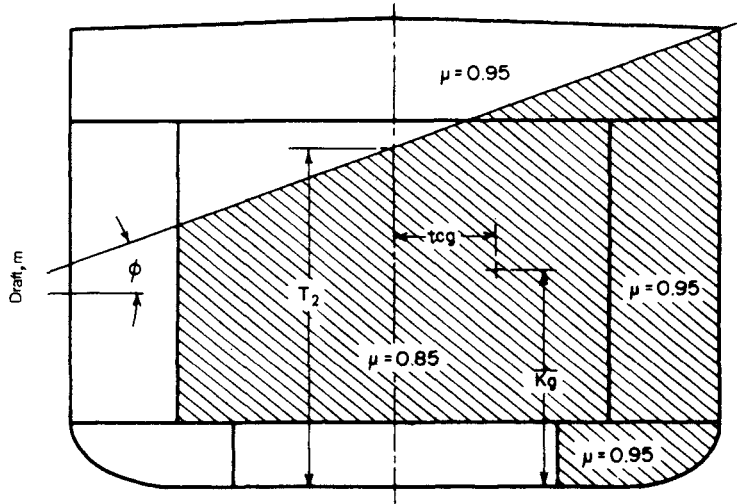 μ = 0.95
Draft, m
ϕ
tcg
T₂
Kg
μ = 0.95
μ = 0.85
μ = 0.95